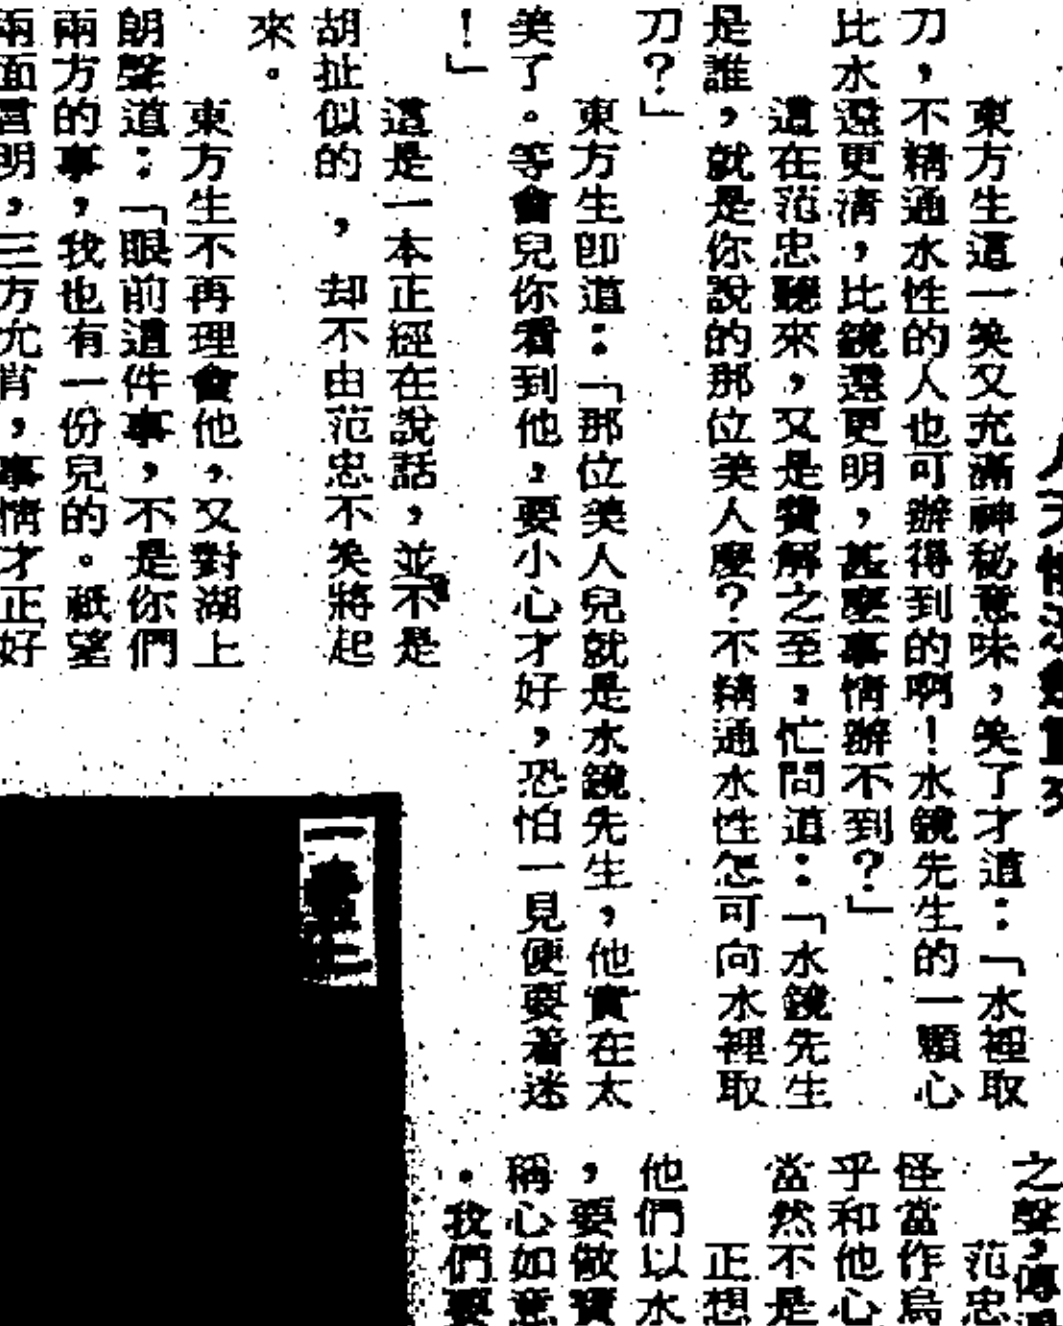 東方生這一笑又充滿神秘意味，笑了才道：「水裡取
刀，不精通水性的人也可辦得到的啊！水鏡先生的一顆心
比水還更清，比鏡還更明，甚麼事情辦不到？」
這在范忠聽來，又是費解之至，忙問道：「水鏡先生
是誰，就是你說的那位美人麼？不精通水性怎可向水裡取
刀？」
東方生卽道：「那位美人兒就是水鏡先生，他實在太
美了。等會兒你看到他，要小心才好，恐怕一見便要着迷
！」
這是一本正經在說話，並不是
胡扯似的，却不由范忠不笑將起
來。
東方生不再理會他，又對湖上
朗聲道：「眼前這件事，不是你們
兩方的事，我也有一份兒的。祇望
兩面言明，三方允肖，事情才正好
之聲，傳
范忠
怪當作烏
乎和他心
當然不是
正想
他們以水
，要做寶
稱心如意
。我們要